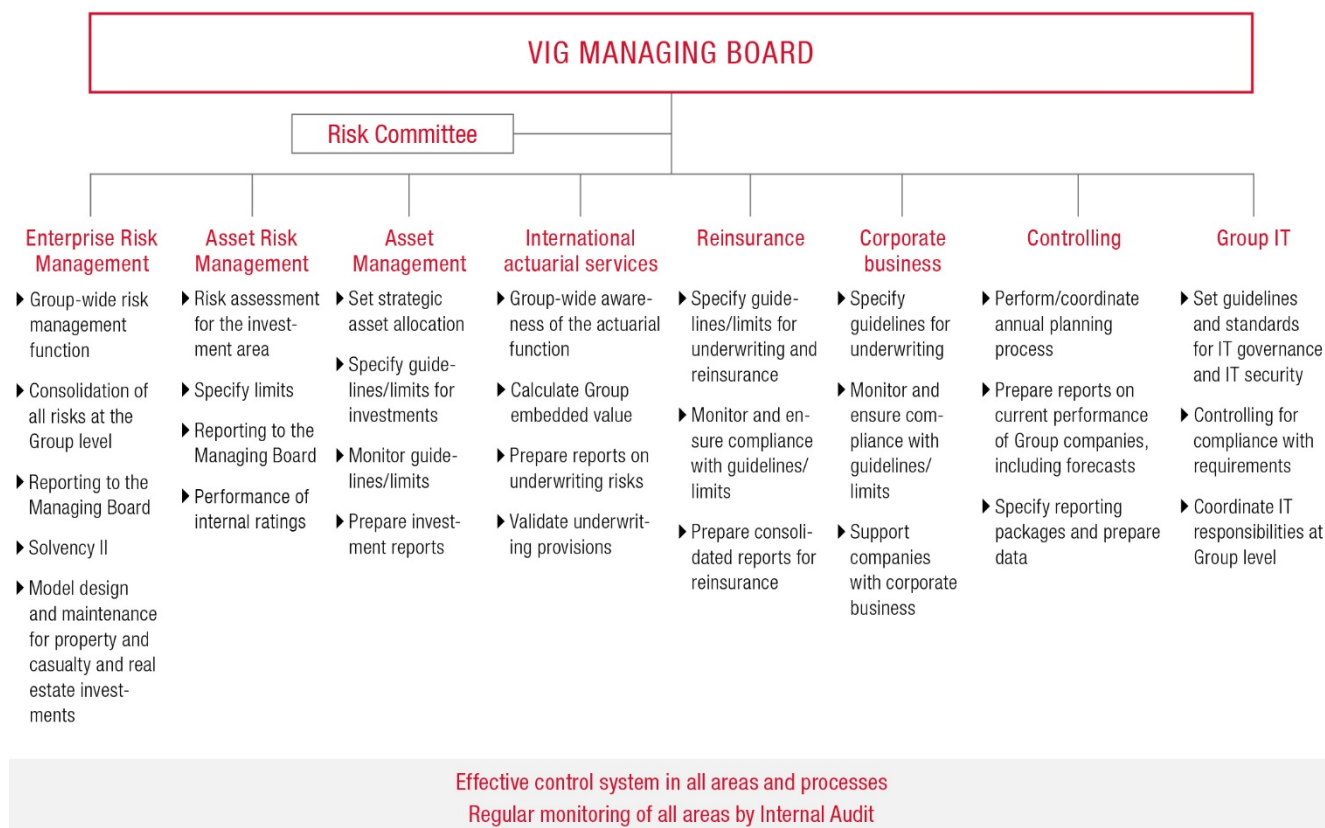 VIG MANAGING BOARD
Risk Committee
Enterprise Risk
Management
▶ Group-wide risk
management
function
▶ Consolidation of
all risks at the
Group level
▶ Reporting to the
Managing Board
▶ Solvency II
▶ Model design
and maintenance
for property and
casualty and real
estate invest-
ments
Asset Risk
Management
▶ Risk assessment
for the invest-
ment area
▶ Specify limits
▶ Reporting to the
Managing Board
▶ Performance of
internal ratings
Asset
Management
▶ Set strategic
asset allocation
▶ Specify guide-
lines/limits for
investments
▶ Monitor guide-
lines/limits
▶ Prepare invest-
ment reports
International
actuarial services
▶ Group-wide aware-
ness of the actuarial
function
▶ Calculate Group
embedded value
▶ Prepare reports on
underwriting risks
▶ Validate underwrit-
ing provisions
Reinsurance
▶ Specify guide-
lines/limits for
underwriting and
reinsurance
▶ Monitor and en-
sure compliance
with guidelines/
limits
▶ Prepare consoli-
dated reports for
reinsurance
Corporate
business
▶ Specify
guidelines for
underwriting
▶ Monitor and
ensure com-
pliance with
guidelines/
limits
▶ Support
companies
with corporate
business
Controlling
▶ Perform/coordinate
annual planning
process
▶ Prepare reports on
current performance
of Group companies,
including forecasts
▶ Specify reporting
packages and prepare
data
Group IT
▶ Set guidelines
and standards
for IT governance
and IT security
▶ Controlling for
compliance with
requirements
▶ Coordinate IT
responsibilities at
Group level
Effective control system in all areas and processes
Regular monitoring of all areas by Internal Audit